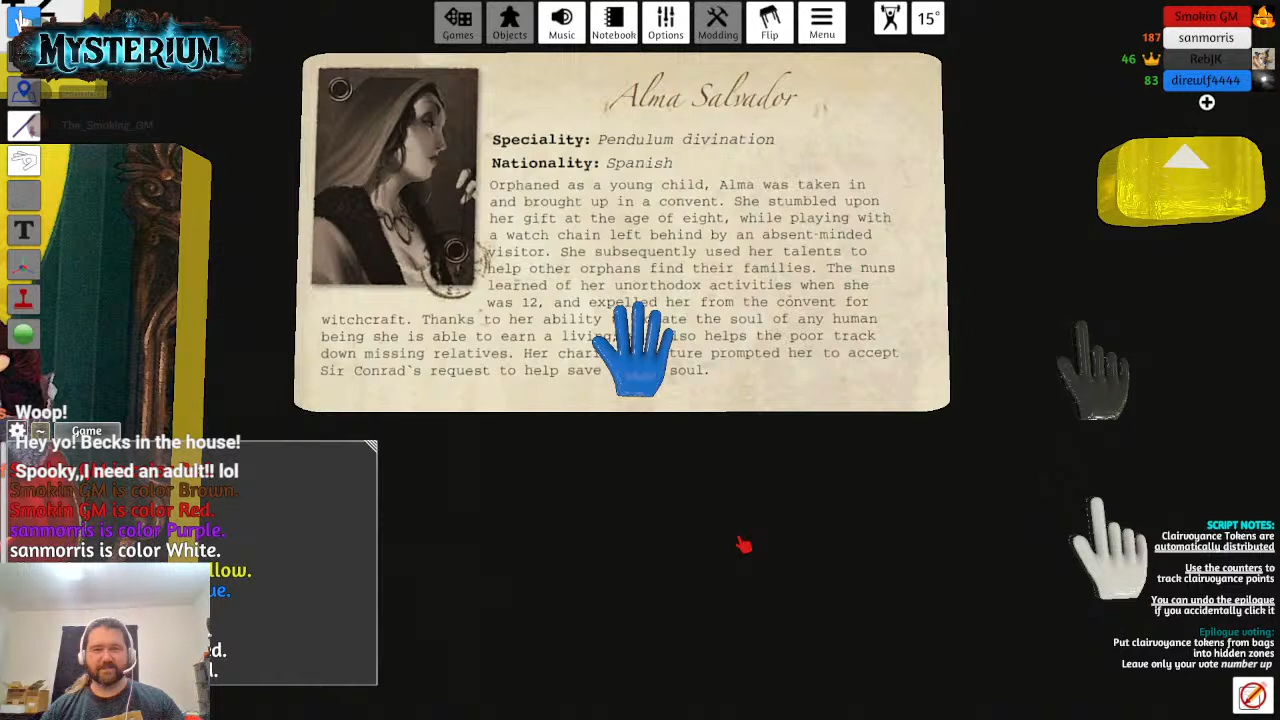 MYSTERIUM
Games
Objects
Music
Notebook
Options
Modding
Flip
Menu
15°
Smokin GM
187 sanmorris
46 RebJK
83 direwlf4444
The_Smoking_GM
Alma Salvador
Speciality: Pendulum divination
Nationality: Spanish
Orphaned as a young child, Alma was taken in
and brought up in a convent. She stumbled upon
her gift at the age of eight, while playing with
a watch chain left behind by an absent-minded
visitor. She subsequently used her talents to
help other orphans find their families. The nuns
learned of her unorthodox activities when she
was 12, and expelled her from the convent for
witchcraft. Thanks to her ability ate the soul of any human
being she is able to earn a living, lso helps the poor track
down missing relatives. Her chari ture prompted her to accept
Sir Conrad`s request to help save soul.
T
Woop!
~ Game
Hey yo! Becks in the house!
Spooky,,I need an adult!! lol
Smokin GM is color Brown.
Smokin GM is color Red.
sanmorris is color Purple.
sanmorris is color White.
llow.
ue.
ed.
l.
SCRIPT NOTES:
Clairvoyance Tokens are
automatically distributed
Use the counters to
track clairvoyance points
You can undo the epilogue
if you accidentally click it
Epilogue voting:
Put clairvoyance tokens from bags
into hidden zones
Leave only your vote number up